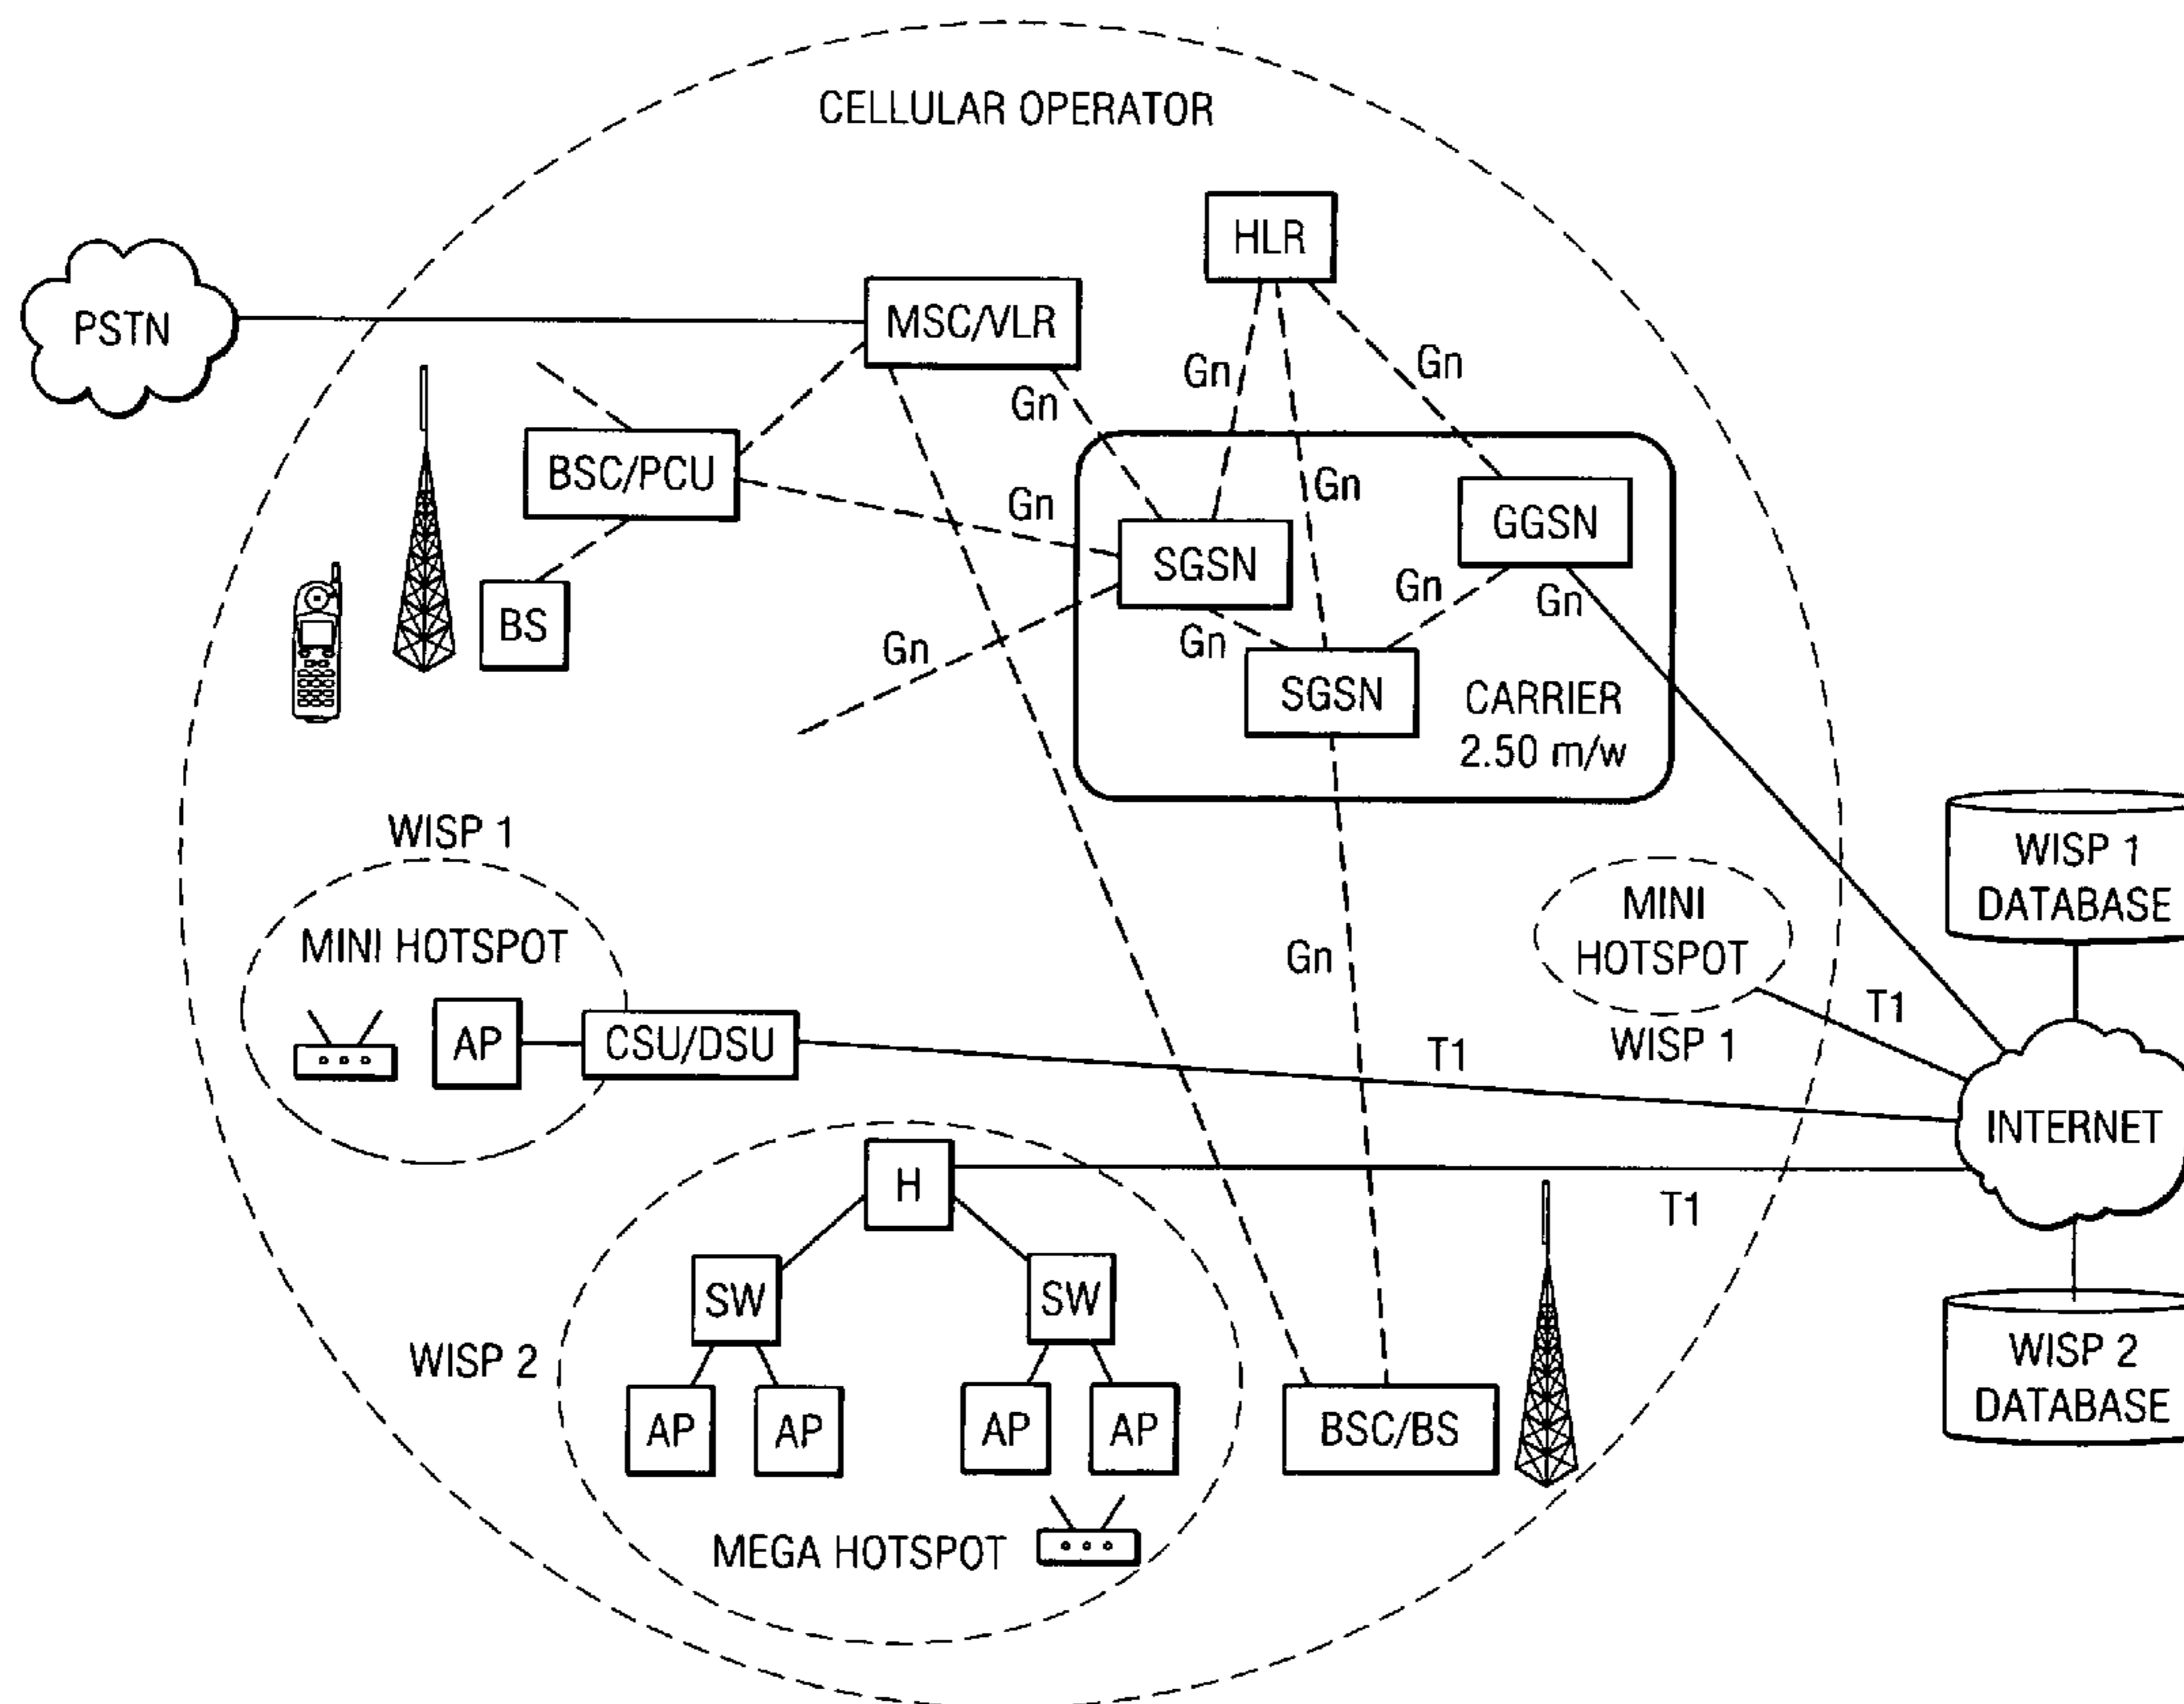 CELLULAR OPERATOR
HLR
PSTN
MSC/VLR
Gn
Gn
Gn
BSC/PCU
Gn
Gn
GGSN
SGSN
BS
Gn
Gn
Gn
Gn
SGSN
CARRIER
2.50 m/w
WISP 1
WISP 1
DATABASE
MINI
HOTSPOT
MINI HOTSPOT
Gn
T1
AP
CSU/DSU
T1
WISP 1
INTERNET
H
T1
SW
SW
WISP 2
WISP 2
DATABASE
AP
AP
AP
AP
BSC/BS
MEGA HOTSPOT